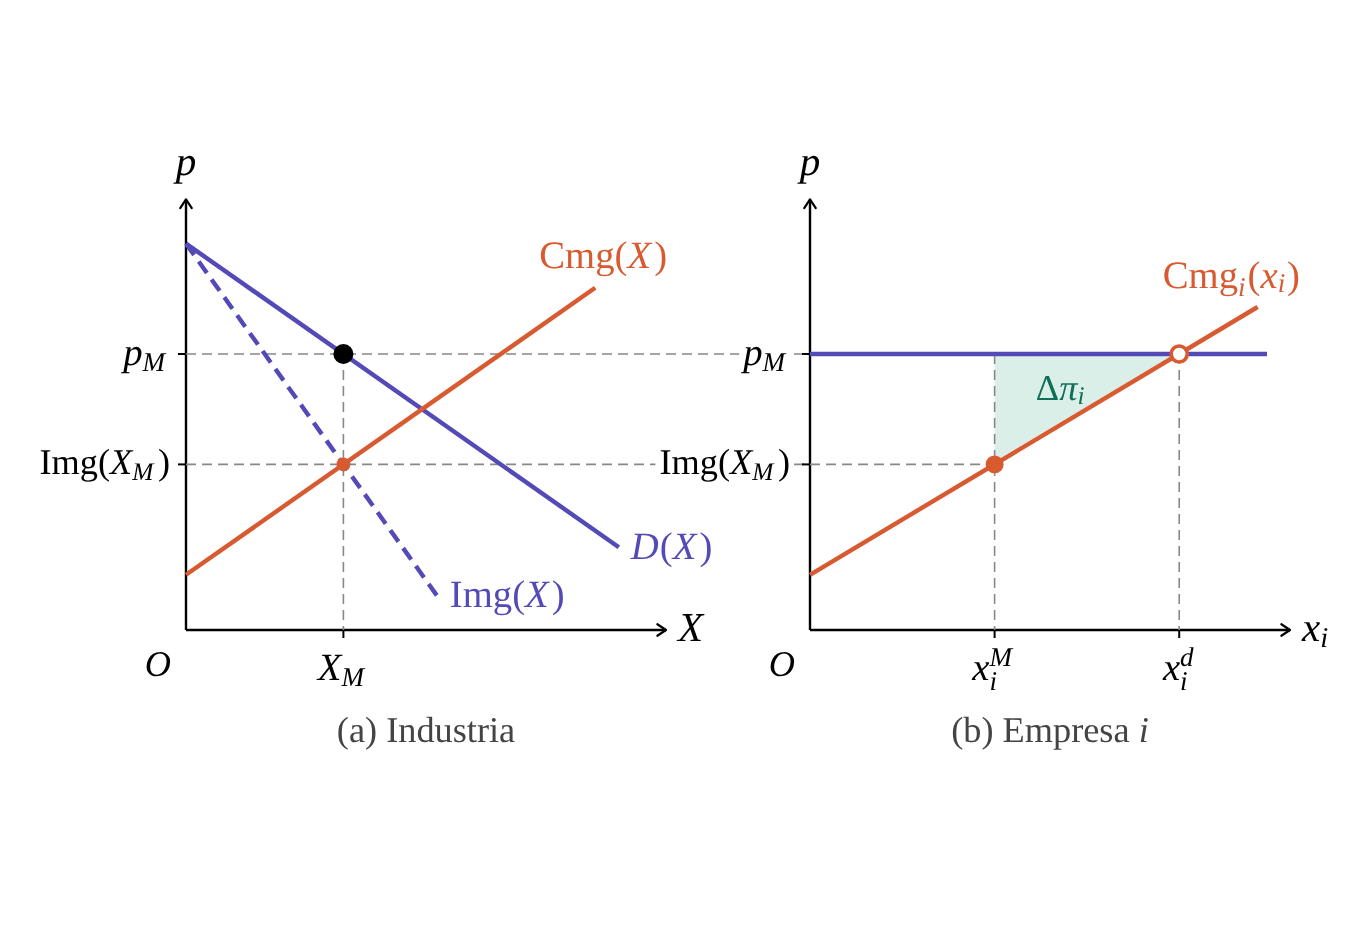 p
p
Cmg(X)
Cmg_i(x_i)
p_M
p_M
Δπ_i
Img(X_M)
Img(X_M)
D(X)
Img(X)
X
x_i
O
X_M
O
x_i^M
x_i^d
(a) Industria
(b) Empresa i